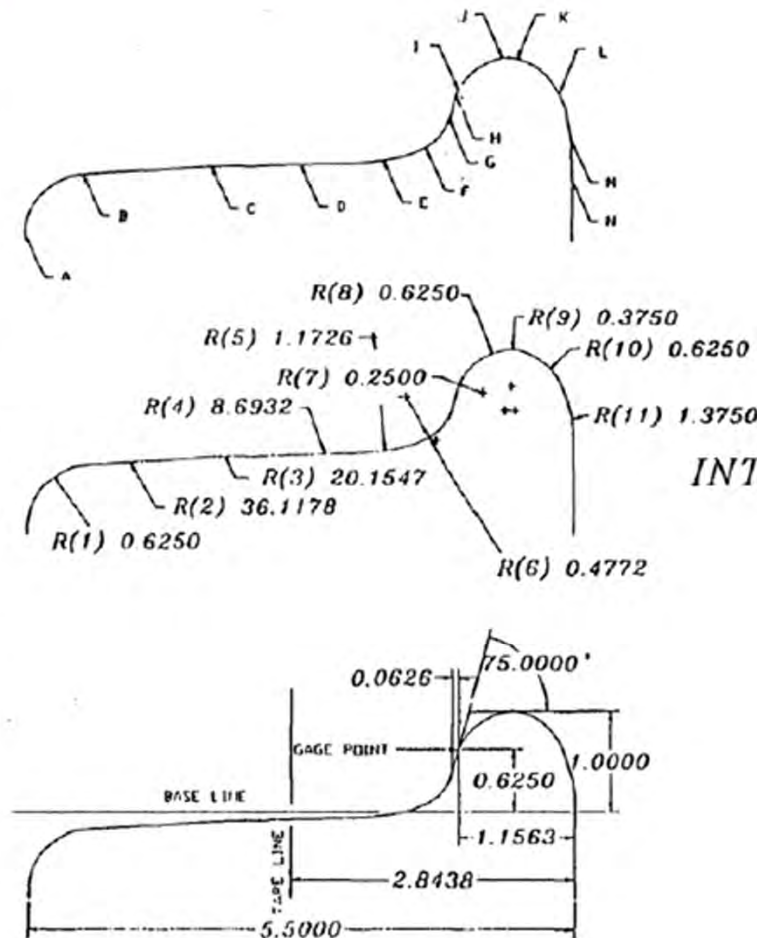 J K
I L
H
G
B C D E F M
N
A
R(8) 0.6250
R(9) 0.3750
R(5) 1.1726
R(10) 0.6250
R(7) 0.2500
R(4) 8.6932
R(11) 1.3750
R(3) 20.1547
INT
R(2) 36.1178
R(1) 0.6250
R(6) 0.4772
0.0626 75.0000°
GAGE POINT
1.0000
0.6250
BASE LINE
1.1563
TAPE LINE
2.8438
5.5000